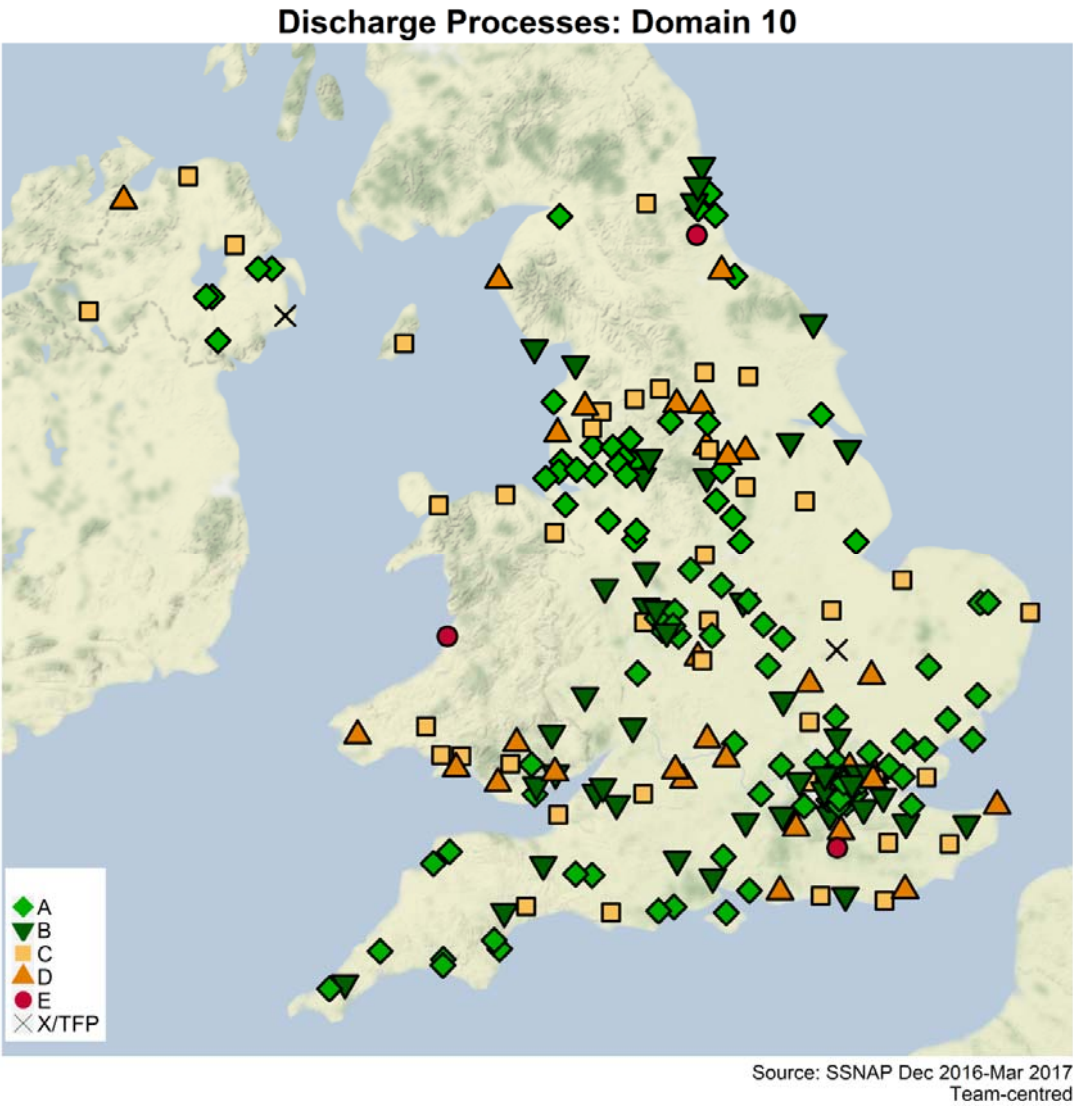 Discharge Processes: Domain 10
A
B
C
D
E
X/TFP
Source: SSNAP Dec 2016-Mar 2017
Team-centred